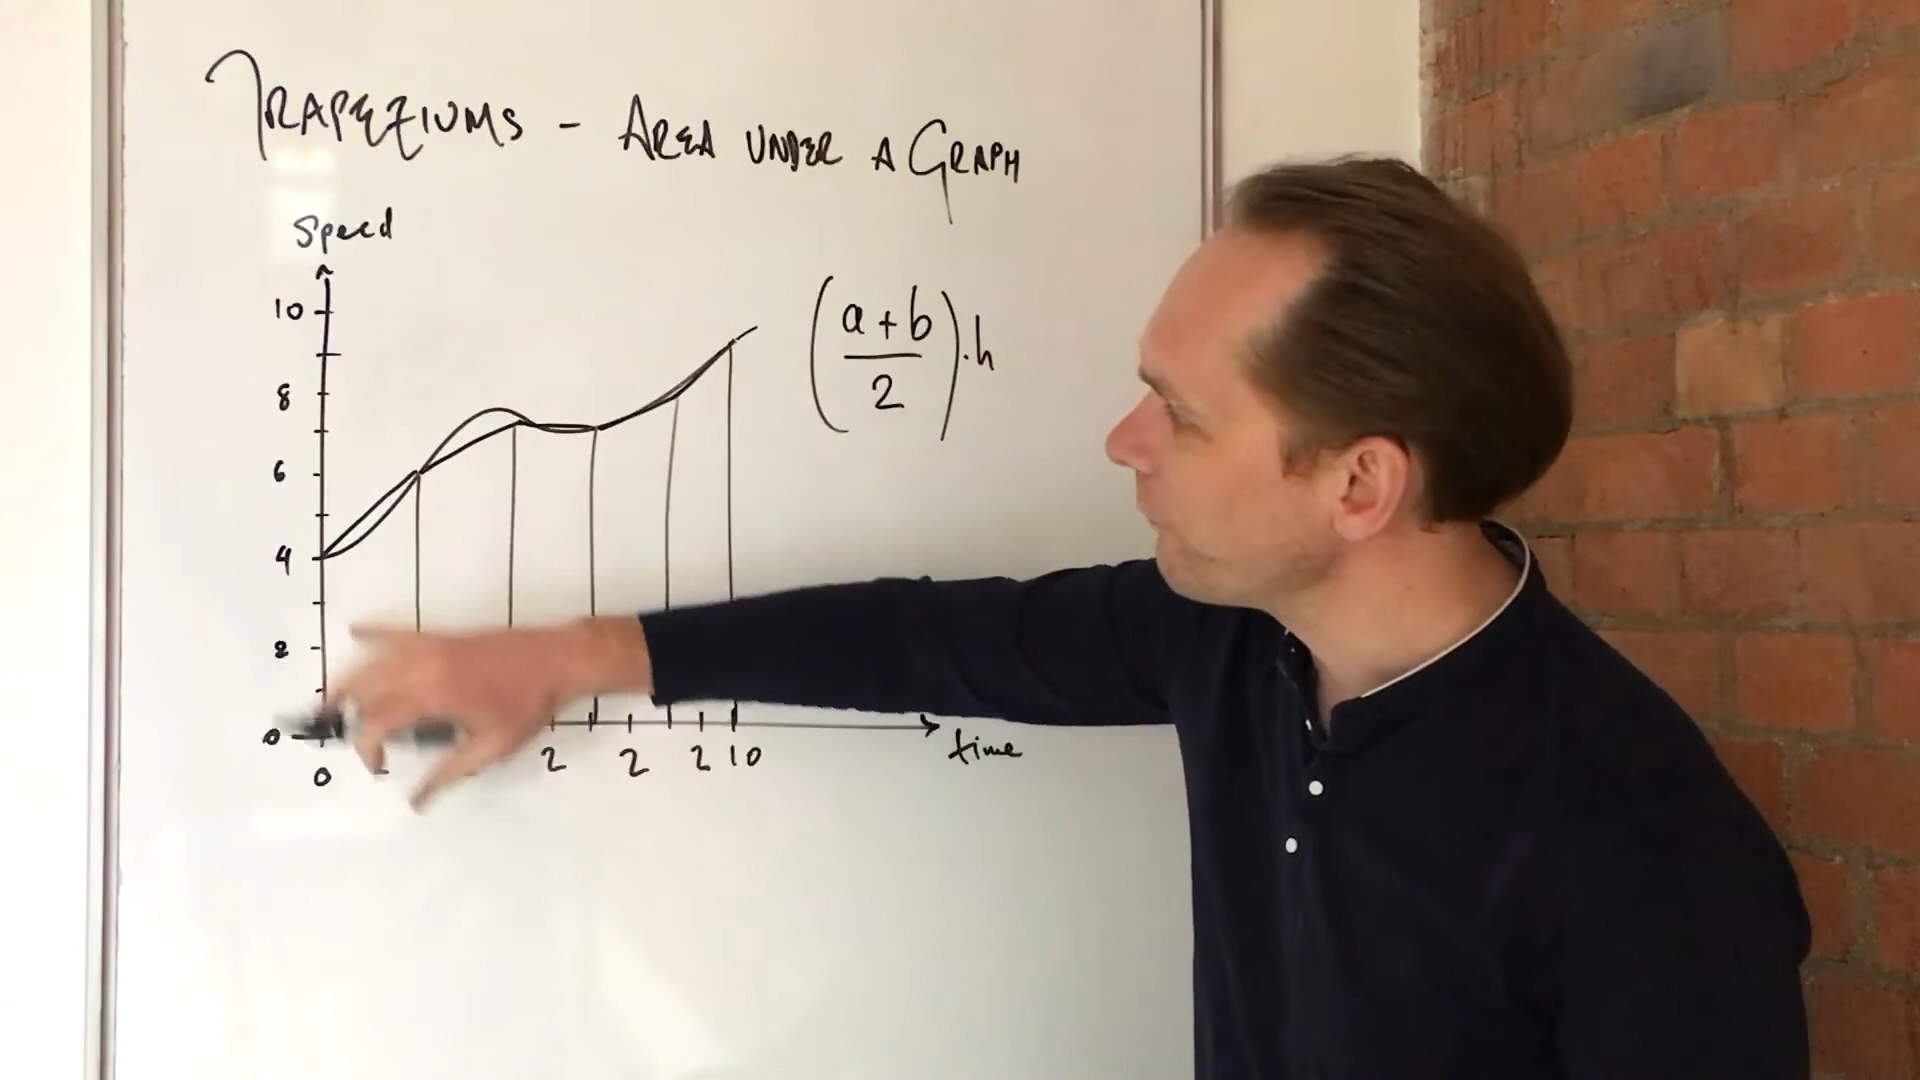 TRAPEZIUMS - AREA UNDER A GRAPH
Speed
10
8
6
4
2
0
0
2 2 2 10
time
(a+b/2).h